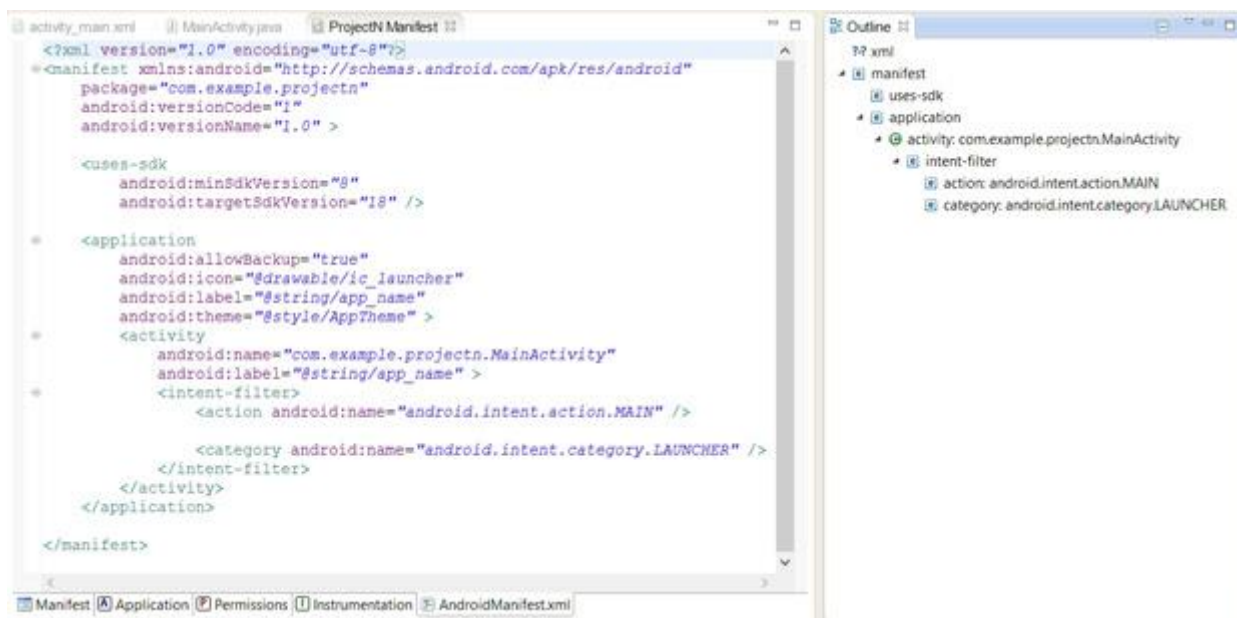 activity_main.xml MainActivity.java ProjectN Manifest
<?xml version="1.0" encoding="utf-8"?>
<manifest xmlns:android="http://schemas.android.com/apk/res/android"
package="com.example.projectn"
android:versionCode="1"
android:versionName="1.0" >
<uses-sdk
android:minSdkVersion="8"
android:targetSdkVersion="18" />
<application
android:allowBackup="true"
android:icon="@drawable/ic_launcher"
android:label="@string/app_name"
android:theme="@style/AppTheme" >
<activity
android:name="com.example.projectn.MainActivity"
android:label="@string/app_name" >
<intent-filter>
<action android:name="android.intent.action.MAIN" />
<category android:name="android.intent.category.LAUNCHER" />
</intent-filter>
</activity>
</application>
</manifest>
Manifest A Application P Permissions I Instrumentation AndroidManifest.xml
Outline
?-? xml
e manifest
e uses-sdk
e application
activity: com.example.projectn.MainActivity
e intent-filter
e action: android.intent.action.MAIN
e category: android.intent.category.LAUNCHER